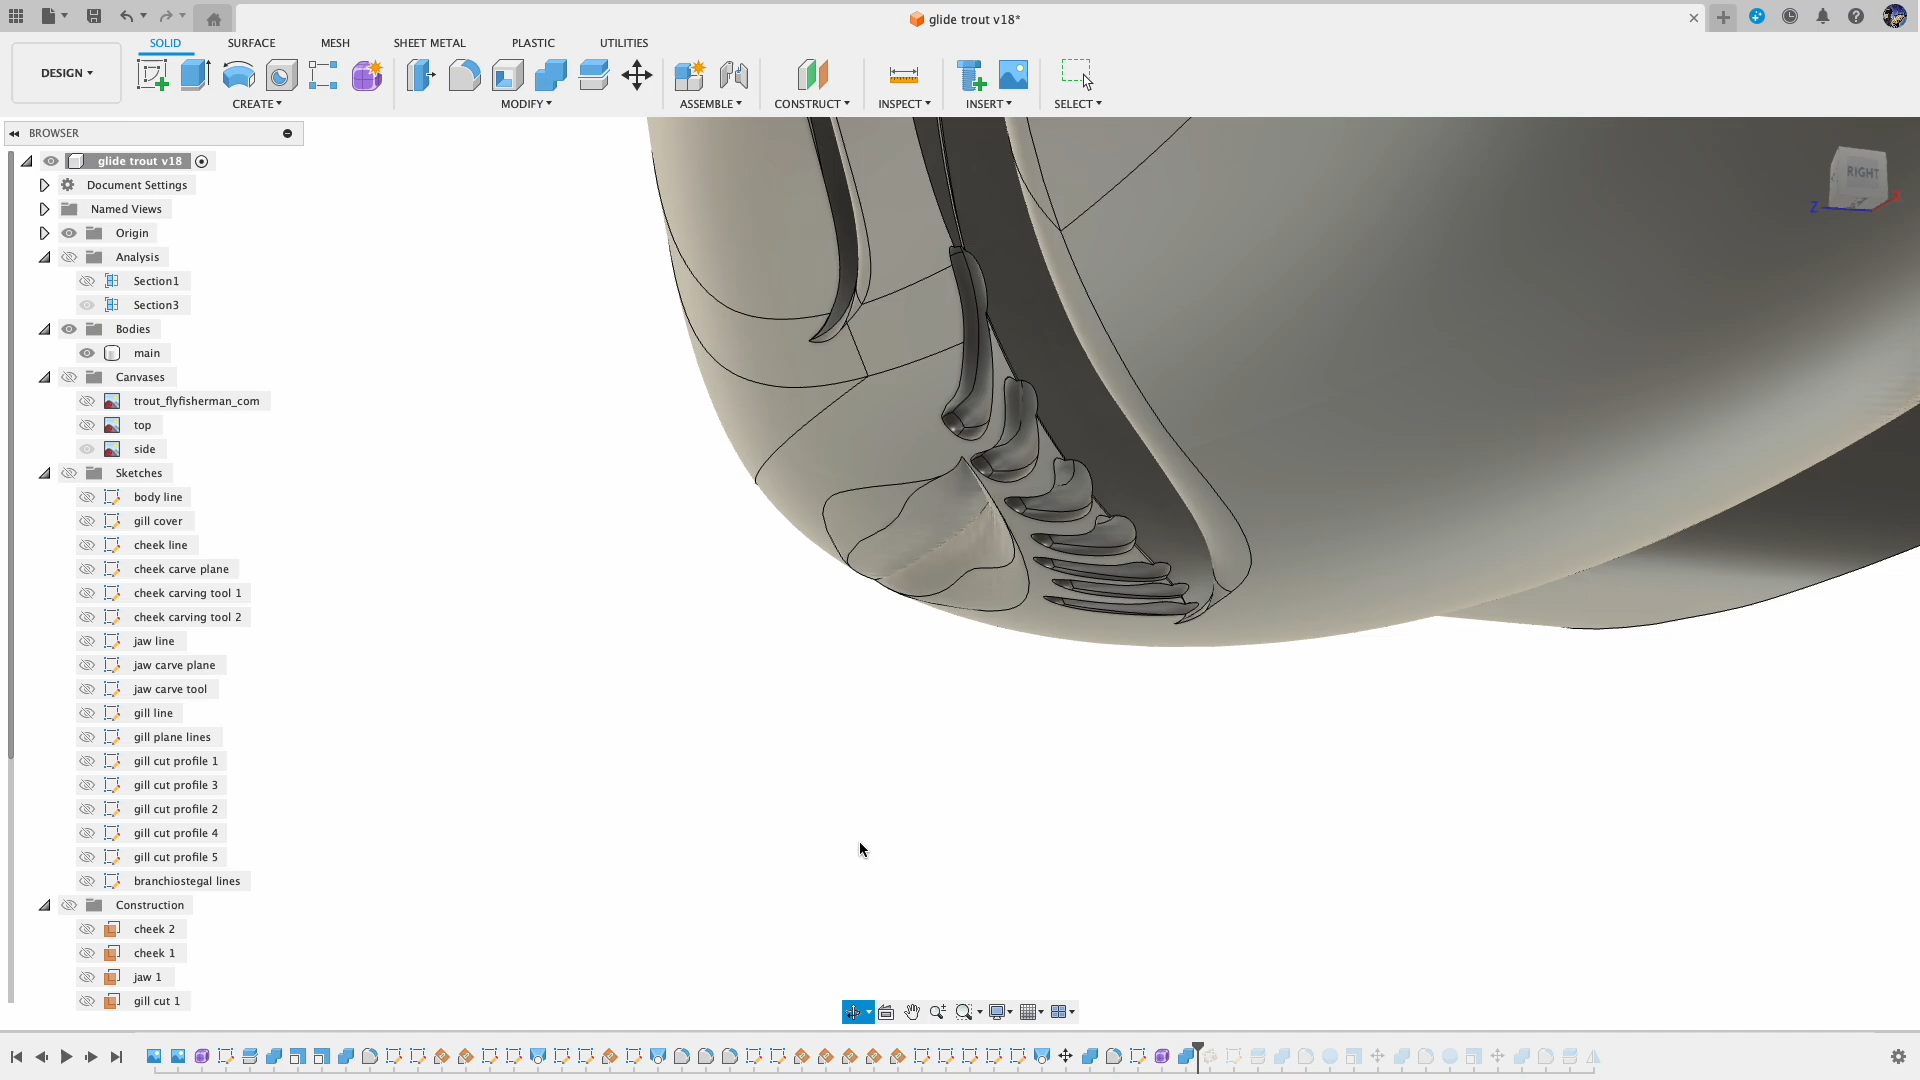 glide trout v18*
SOLID
SURFACE
MESH
SHEET METAL
PLASTIC
UTILITIES
DESIGN
CREATE
MODIFY
ASSEMBLE
CONSTRUCT
INSPECT
INSERT
SELECT
BROWSER
glide trout v18
Document Settings
Named Views
Origin
Analysis
Section1
Section3
Bodies
main
Canvases
trout_flyfisherman_com
top
side
Sketches
body line
gill cover
cheek line
cheek carve plane
cheek carving tool 1
cheek carving tool 2
jaw line
jaw carve plane
jaw carve tool
gill line
gill plane lines
gill cut profile 1
gill cut profile 3
gill cut profile 2
gill cut profile 4
gill cut profile 5
branchiostegal lines
Construction
cheek 2
cheek 1
jaw 1
gill cut 1
RIGHT
Z
X